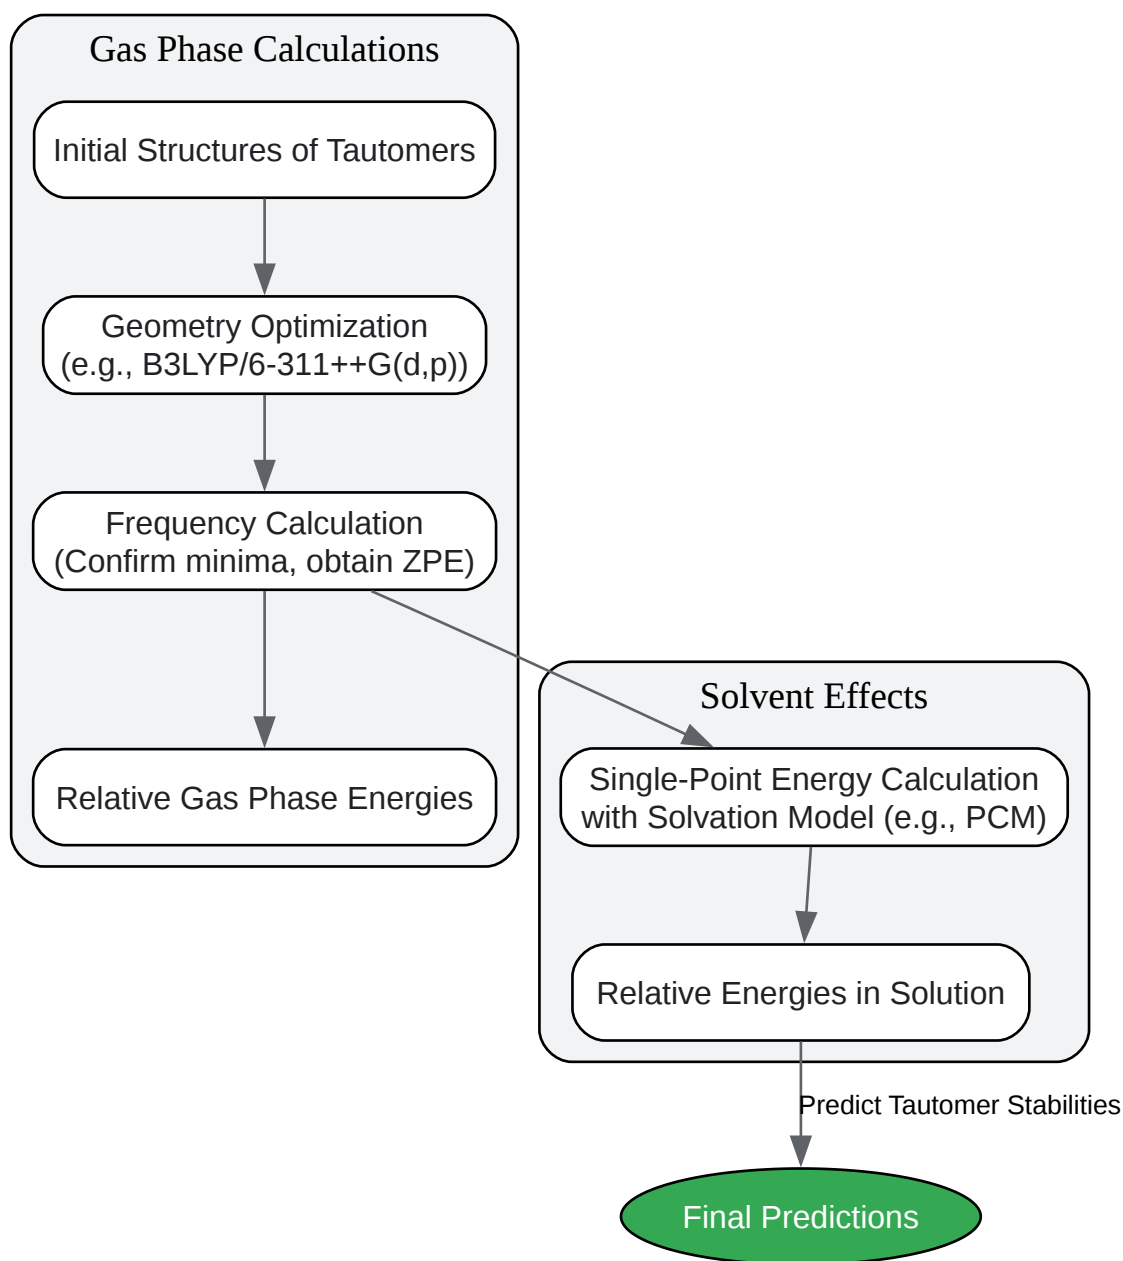 Gas Phase Calculations
Initial Structures of Tautomers
Geometry Optimization
(e.g., B3LYP/6-311++G(d,p))
Frequency Calculation
(Confirm minima, obtain ZPE)
Relative Gas Phase Energies
Solvent Effects
Single-Point Energy Calculation
with Solvation Model (e.g., PCM)
Relative Energies in Solution
Predict Tautomer Stabilities
Final Predictions